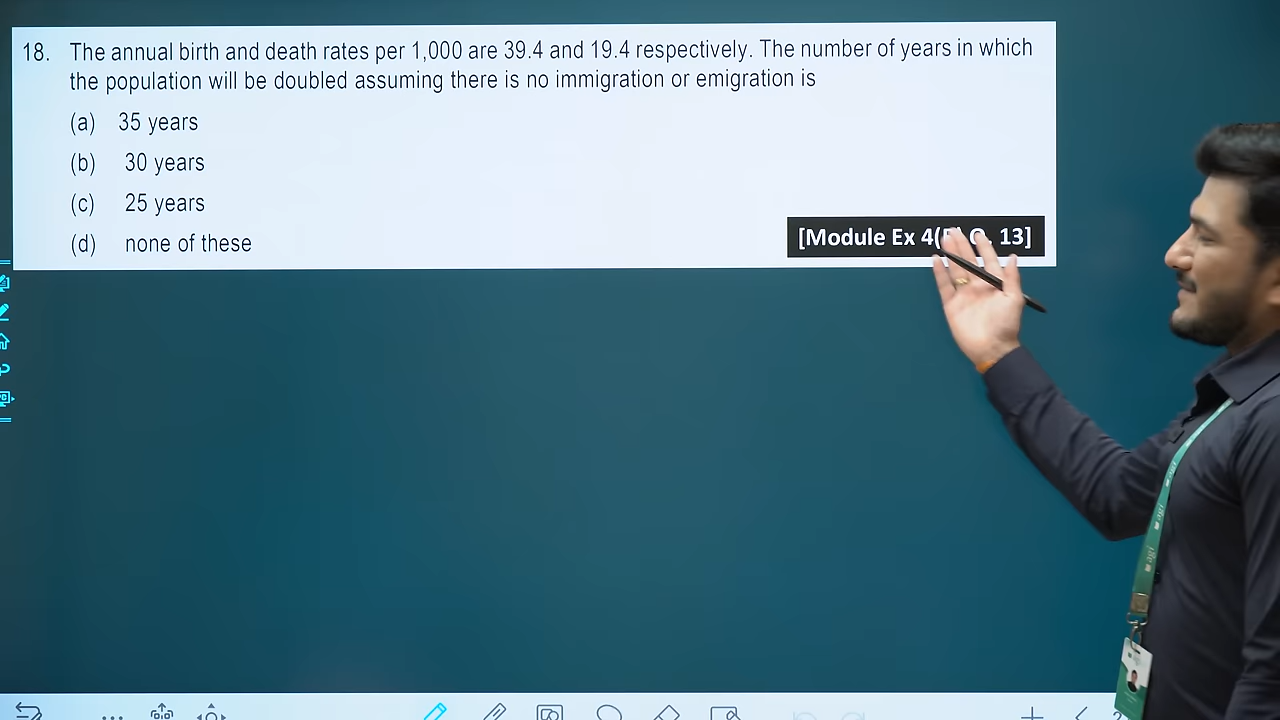 18. The annual birth and death rates per 1,000 are 39.4 and 19.4 respectively. The number of years in which
the population will be doubled assuming there is no immigration or emigration is
(a) 35 years
(b) 30 years
(c) 25 years
(d) none of these
[Module Ex 4( Q. 13]